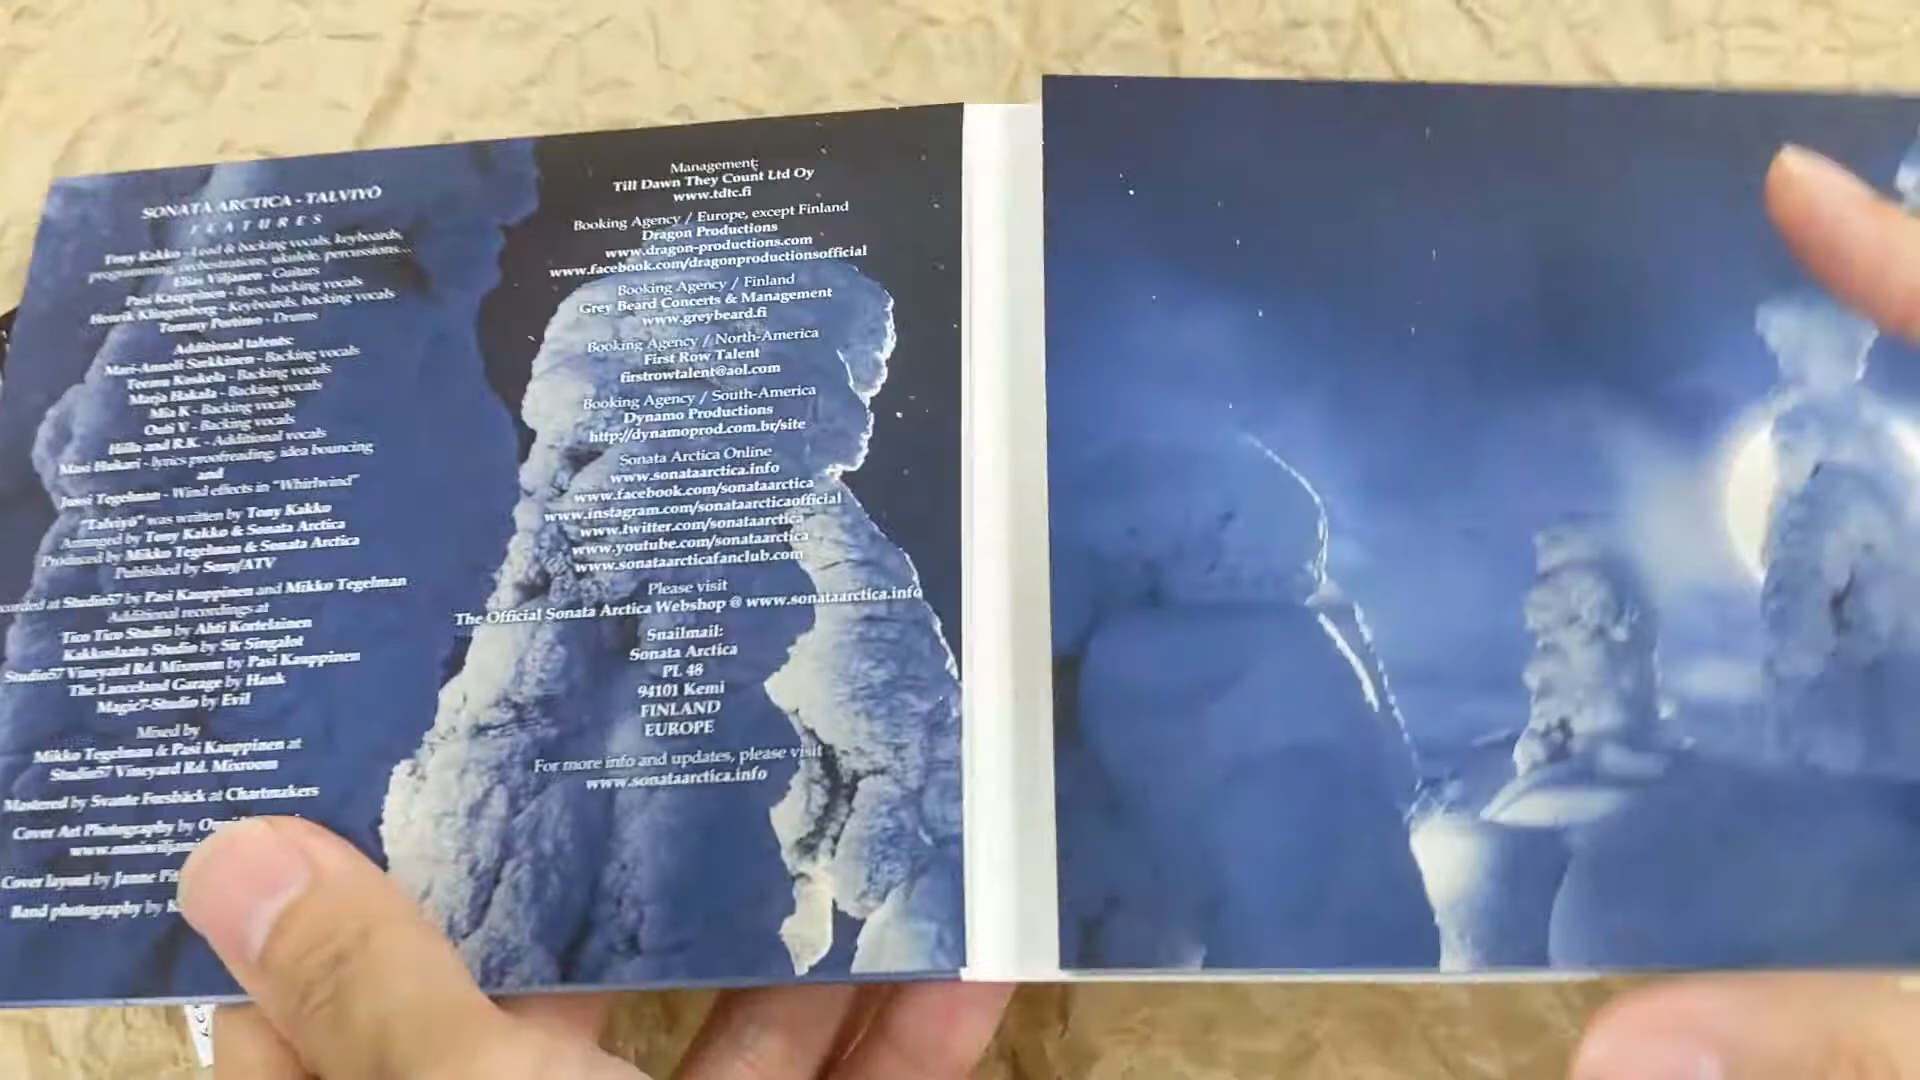 SONATA ARCTICA - TALVIYÖ
FEATURES
Tony Kakko - Lead & backing vocals, keyboards,
programming, orchestrations, ukulele, percussions...
Elias Viljanen - Guitars
Pasi Kauppinen - Bass, backing vocals
Henrik Klingenberg - Keyboards, backing vocals
Tommy Portimo - Drums
Additional talents:
Mari-Anneli Sarkkinen - Backing vocals
Teemu Koskela - Backing vocals
Marja Hakala - Backing vocals
Mia K - Backing vocals
Outi V - Backing vocals
Hilla and R.K. - Additional vocals
Masi Hukari - lyrics proofreading, idea bouncing
and
Jussi Tegelman - Wind effects in "Whirlwind"
"Talviyö" was written by Tony Kakko
Arranged by Tony Kakko & Sonata Arctica
Produced by Mikko Tegelman & Sonata Arctica
Published by Sony/ATV
corded at Studio57 by Pasi Kauppinen and Mikko Tegelman
Additional recordings at
Tico Tico Studio by Ahti Kortelainen
Kakkoslaatu Studio by Sir Singalot
Studio57 Vineyard Rd. Mixroom by Pasi Kauppinen
The Lanceland Garage by Hank
Magic7-Studio by Evil
Mixed by
Mikko Tegelman & Pasi Kauppinen at
Studio57 Vineyard Rd. Mixroom
Mastered by Svante Forsbäck at Chartmakers
Cover Art Photography by
Cover layout by Janne
Band photography by
Management:
Till Dawn They Count Ltd Oy
www.tdtc.fi
Booking Agency / Europe, except Finland
Dragon Productions
www.dragon-productions.com
www.facebook.com/dragonproductionsofficial
Booking Agency / Finland
Grey Beard Concerts & Management
www.greybeard.fi
Booking Agency / North-America
First Row Talent
firstrowtalent@aol.com
Booking Agency / South-America
Dynamo Productions
http://dynamoprod.com.br/site
Sonata Arctica Online
www.sonataarctica.info
www.facebook.com/sonataarctica
www.instagram.com/sonataarcticaofficial
www.twitter.com/sonataarctica
www.youtube.com/sonataarctica
www.sonataarcticafanclub.com
Please visit
The Official Sonata Arctica Webshop @ www.sonataarctica.info
Snailmail:
Sonata Arctica
PL 48
94101 Kemi
FINLAND
EUROPE
For more info and updates, please visit
www.sonataarctica.info